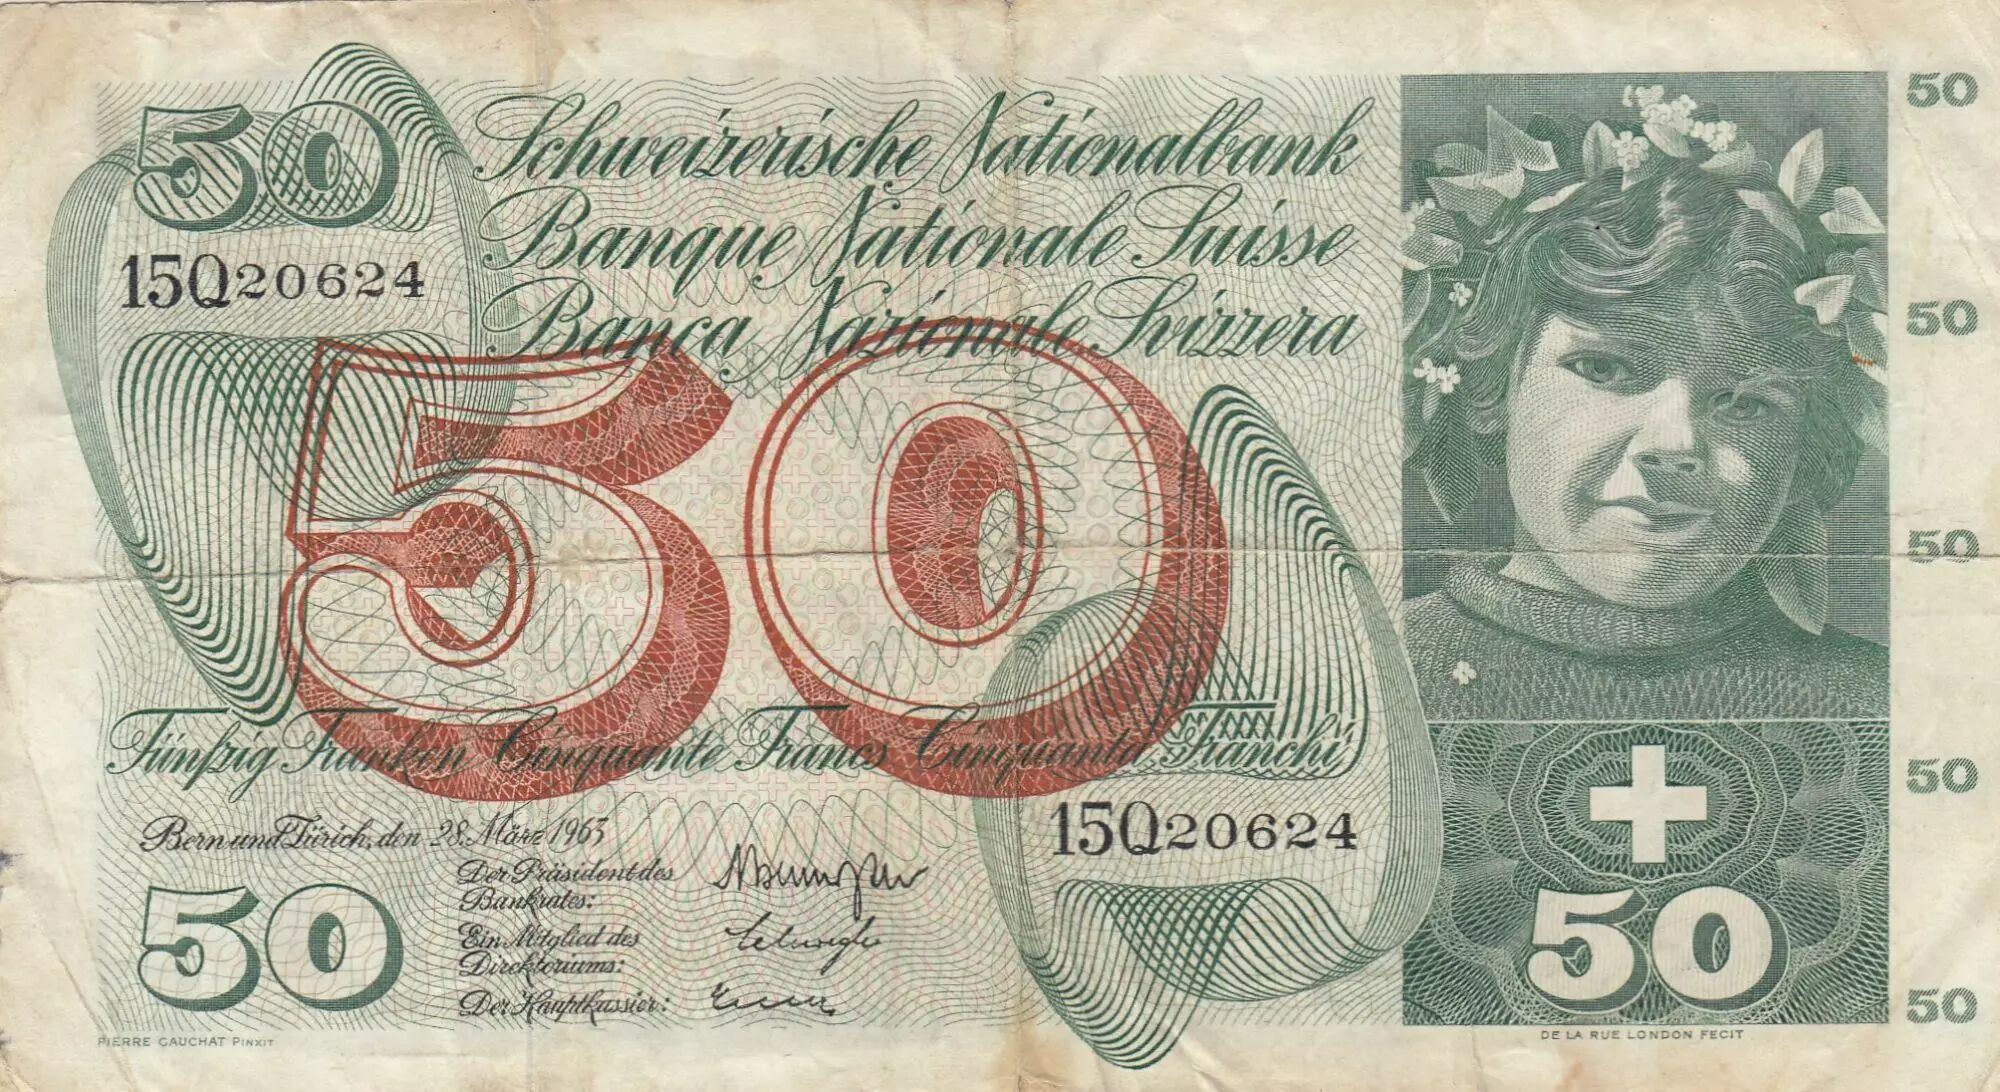 50
15Q20624
Schweizerische Nationalbank
Banque Nationale Suisse
Banca Nazionale Svizzera
50
Fünfzig Franken Cinquante Francs Cinquanta Franchi
Bern und Zürich, den 28. März 1963
Der Präsident des
Bankrates:
Ein Mitglied des
Direktoriums:
Der Hauptkassier:
50
15Q20624
50
50
50
50
50
50
PIERRE GAUCHAT PINXIT
DE LA RUE LONDON FECIT